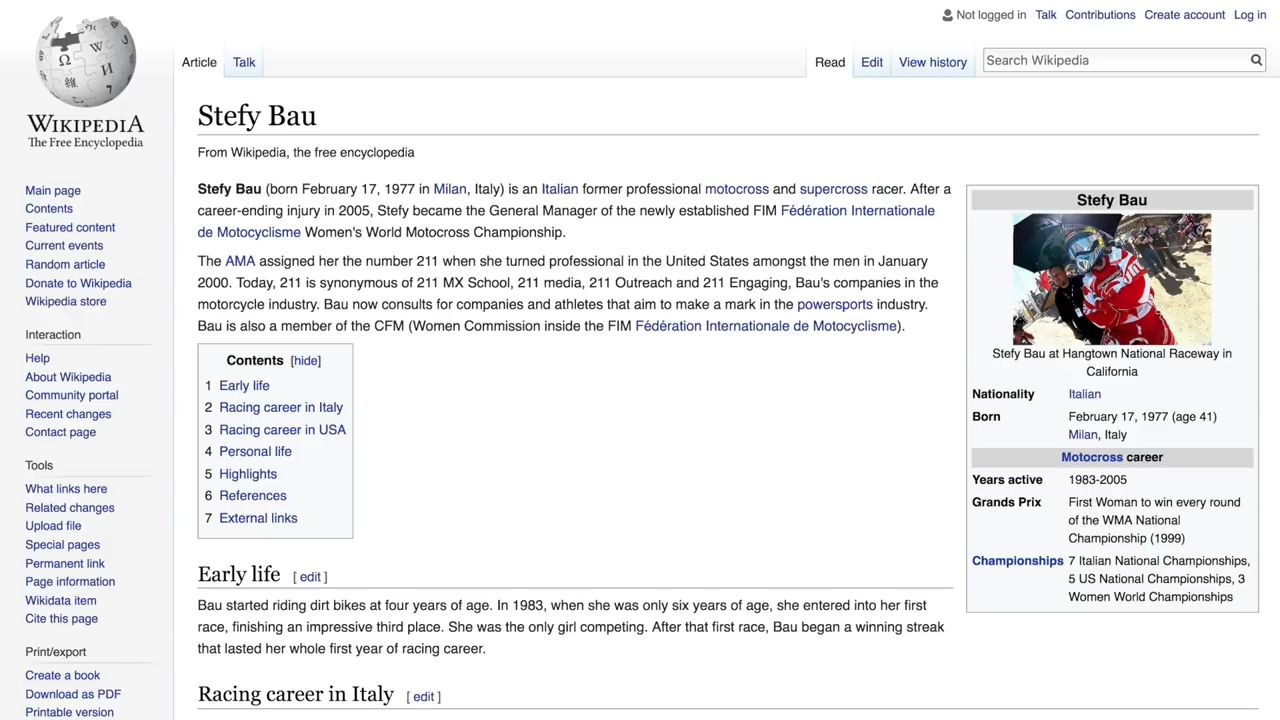 Not logged in Talk Contributions Create account Log in
Article Talk Read Edit View history Search Wikipedia
WIKIPEDIA
The Free Encyclopedia
Main page
Contents
Featured content
Current events
Random article
Donate to Wikipedia
Wikipedia store
Interaction
Help
About Wikipedia
Community portal
Recent changes
Contact page
Tools
What links here
Related changes
Upload file
Special pages
Permanent link
Page information
Wikidata item
Cite this page
Print/export
Create a book
Download as PDF
Printable version
Stefy Bau
From Wikipedia, the free encyclopedia
Stefy Bau (born February 17, 1977 in Milan, Italy) is an Italian former professional motocross and supercross racer. After a
career-ending injury in 2005, Stefy became the General Manager of the newly established FIM Fédération Internationale
de Motocyclisme Women's World Motocross Championship.
The AMA assigned her the number 211 when she turned professional in the United States amongst the men in January
2000. Today, 211 is synonymous of 211 MX School, 211 media, 211 Outreach and 211 Engaging, Bau's companies in the
motorcycle industry. Bau now consults for companies and athletes that aim to make a mark in the powersports industry.
Bau is also a member of the CFM (Women Commission inside the FIM Fédération Internationale de Motocyclisme).
Contents [hide]
1 Early life
2 Racing career in Italy
3 Racing career in USA
4 Personal life
5 Highlights
6 References
7 External links
Early life [ edit ]
Bau started riding dirt bikes at four years of age. In 1983, when she was only six years of age, she entered into her first
race, finishing an impressive third place. She was the only girl competing. After that first race, Bau began a winning streak
that lasted her whole first year of racing career.
Racing career in Italy [ edit ]
Stefy Bau
Stefy Bau at Hangtown National Raceway in
California
Nationality Italian
Born February 17, 1977 (age 41)
Milan, Italy
Motocross career
Years active 1983-2005
Grands Prix First Woman to win every round
of the WMA National
Championship (1999)
Championships 7 Italian National Championships,
5 US National Championships, 3
Women World Championships